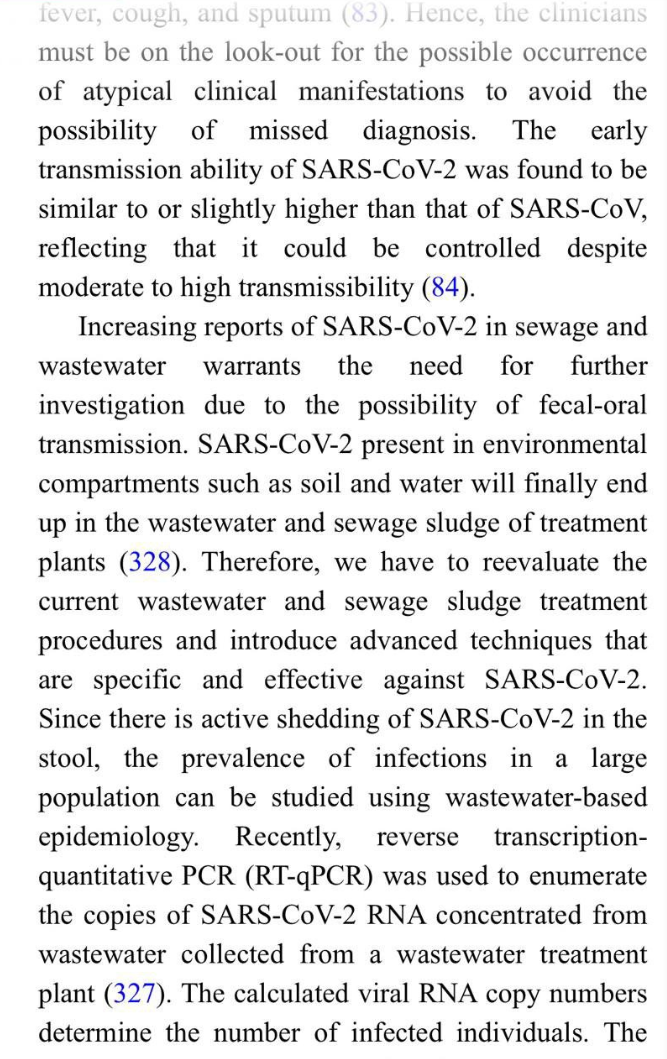 fever, cough, and sputum (83). Hence, the clinicians
must be on the look-out for the possible occurrence
of atypical clinical manifestations to avoid the
possibility of missed diagnosis. The early
transmission ability of SARS-CoV-2 was found to be
similar to or slightly higher than that of SARS-CoV,
reflecting that it could be controlled despite
moderate to high transmissibility (84).
Increasing reports of SARS-CoV-2 in sewage and
wastewater warrants the need for further
investigation due to the possibility of fecal-oral
transmission. SARS-CoV-2 present in environmental
compartments such as soil and water will finally end
up in the wastewater and sewage sludge of treatment
plants (328). Therefore, we have to reevaluate the
current wastewater and sewage sludge treatment
procedures and introduce advanced techniques that
are specific and effective against SARS-CoV-2.
Since there is active shedding of SARS-CoV-2 in the
stool, the prevalence of infections in a large
population can be studied using wastewater-based
epidemiology. Recently, reverse transcription-
quantitative PCR (RT-qPCR) was used to enumerate
the copies of SARS-CoV-2 RNA concentrated from
wastewater collected from a wastewater treatment
plant (327). The calculated viral RNA copy numbers
determine the number of infected individuals. The